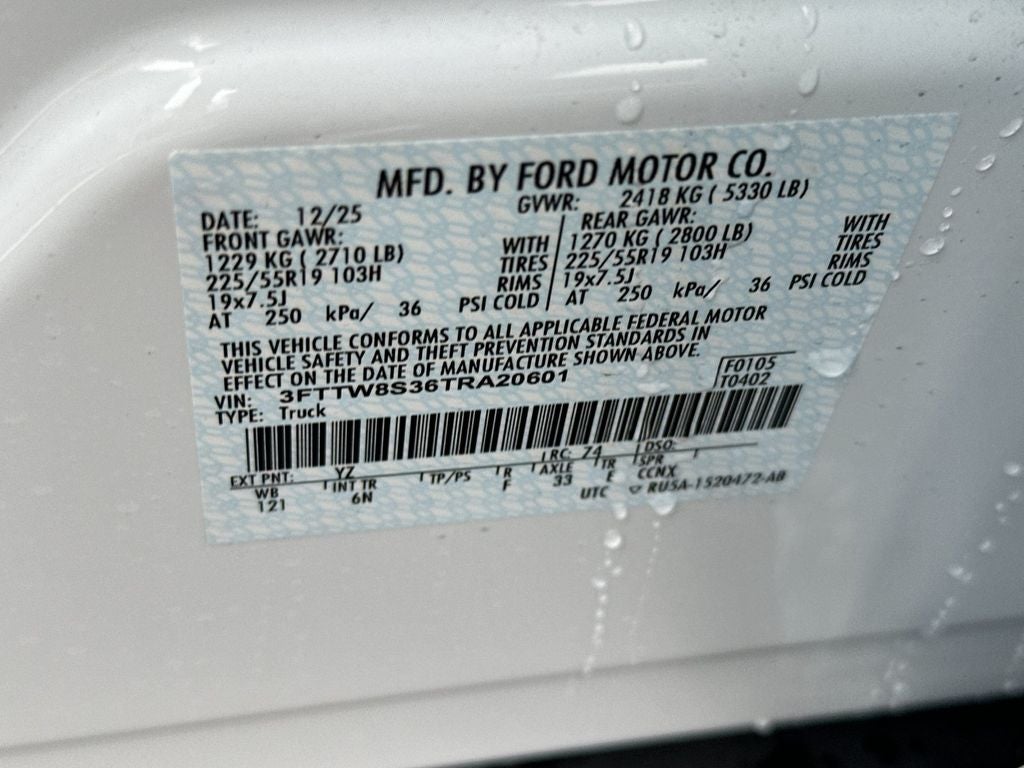 MFD. BY FORD MOTOR CO.
DATE: 12/25 GVWR: 2418 KG ( 5330 LB)
FRONT GAWR: REAR GAWR:
1229 KG ( 2710 LB) WITH 1270 KG ( 2800 LB) WITH
225/55R19 103H TIRES 225/55R19 103H TIRES
19x7.5J RIMS 19x7.5J RIMS
AT 250 kPa/ 36 PSI COLD AT 250 kPa/ 36 PSI COLD
THIS VEHICLE CONFORMS TO ALL APPLICABLE FEDERAL MOTOR
VEHICLE SAFETY AND THEFT PREVENTION STANDARDS IN
EFFECT ON THE DATE OF MANUFACTURE SHOWN ABOVE.
VIN: 3FTTW8S36TRA20601 F0105
TYPE: Truck T0402
EXT PNT: YZ RC: 74 DSO:
WB INT TR TP/PS R AXLE TR SPR
121 6N F 33 E CCNX
UTC RU5A-1520472-AB